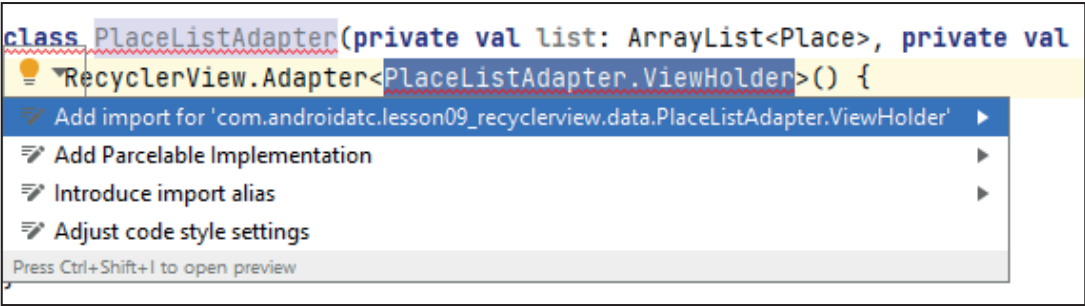 class PlaceListAdapter(private val list: ArrayList<Place>, private val
RecyclerView.Adapter<PlaceListAdapter.ViewHolder>() {
Add import for 'com.androidatc.lesson09_recyclerview.data.PlaceListAdapter.ViewHolder'
Add Parcelable Implementation
Introduce import alias
Adjust code style settings
Press Ctrl+Shift+I to open preview